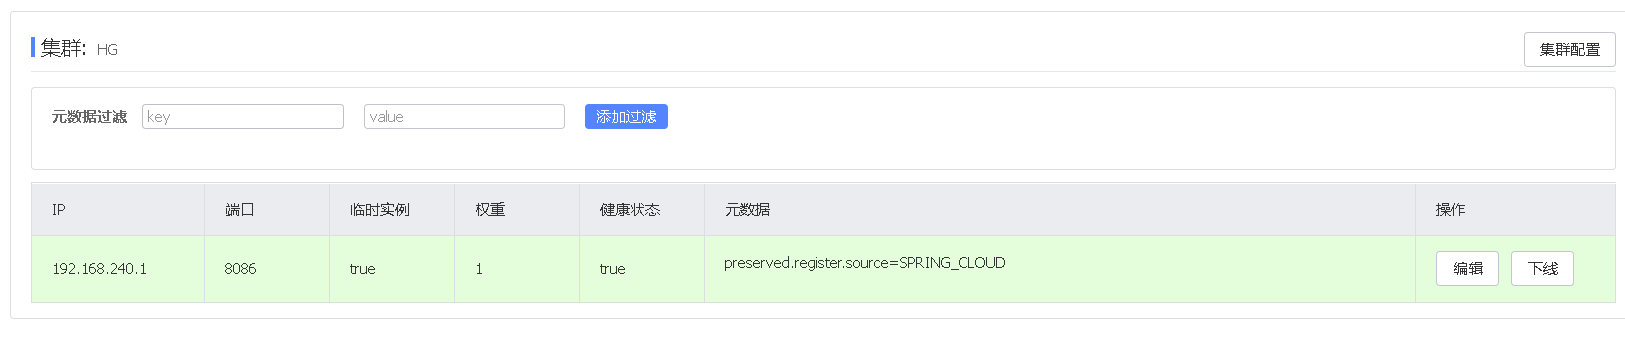 集群: HG
集群配置
元数据过滤 key value 添加过滤
IP 端口 临时实例 权重 健康状态 元数据 操作
192.168.240.1 8086 true 1 true preserved.register.source=SPRING_CLOUD 编辑 下线